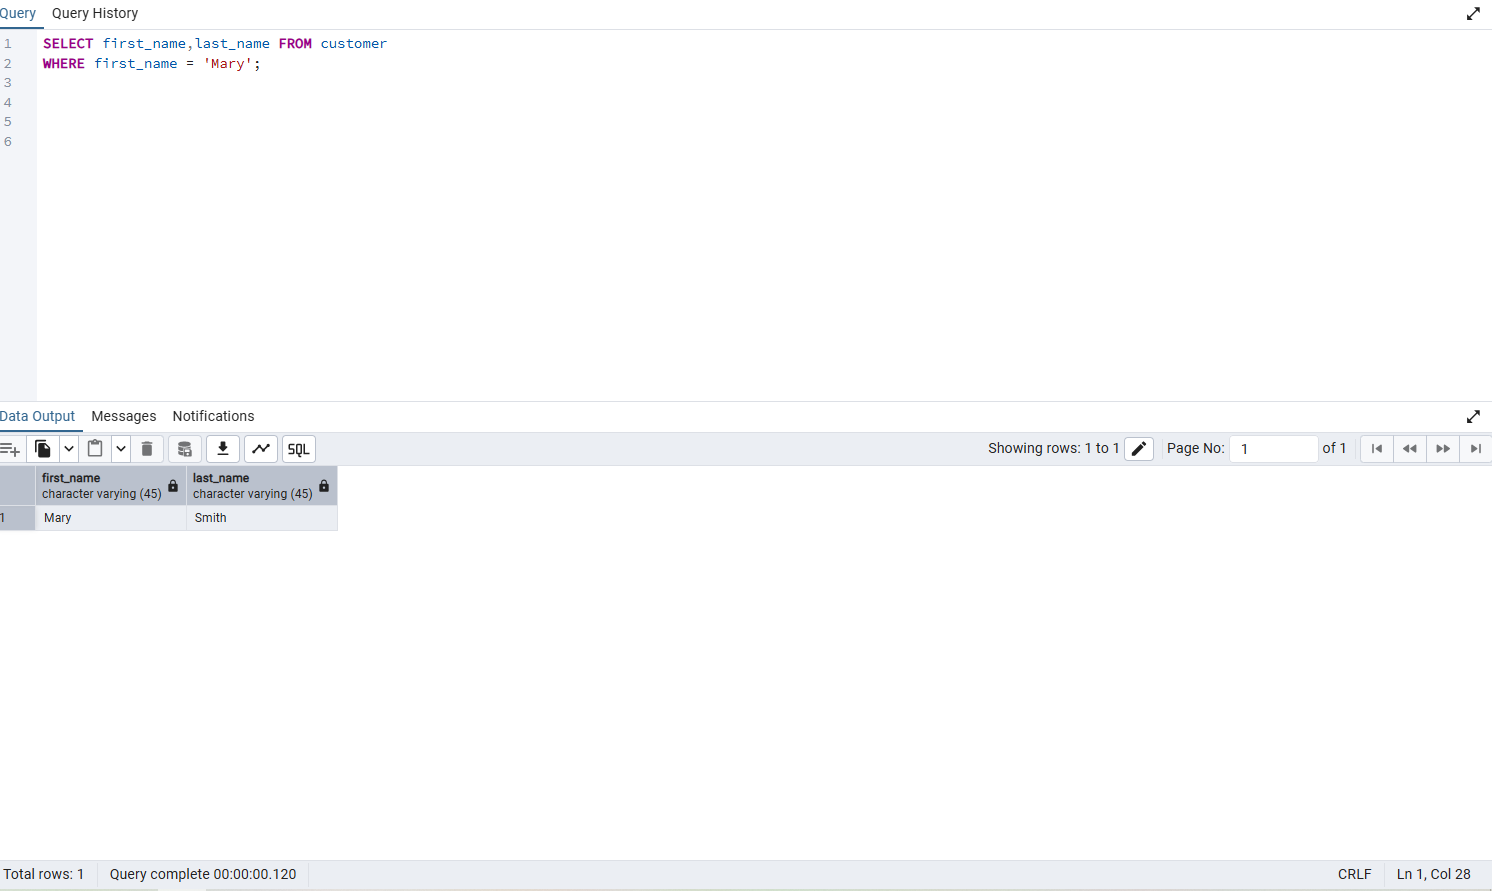 Query Query History
1 SELECT first_name,last_name FROM customer
2 WHERE first_name = 'Mary';
3
4
5
6
Data Output Messages Notifications
SQL Showing rows: 1 to 1 Page No: 1 of 1
first_name last_name
character varying (45) character varying (45)
1 Mary Smith
Total rows: 1 Query complete 00:00:00.120 CRLF Ln 1, Col 28